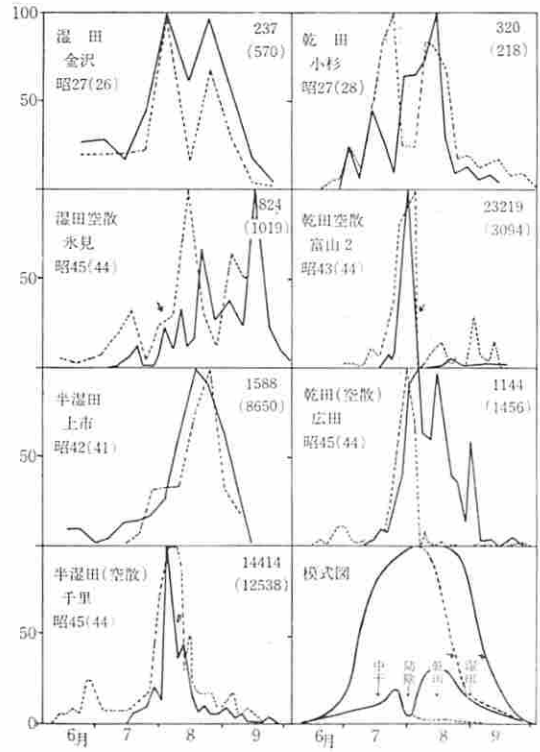 100
湿田
金沢
昭27(26)
237
(570)
50
乾田
小杉
昭27(28)
320
(218)
湿田空散
氷見
昭45(44)
824
(1019)
50
乾田空散
富山2
昭43(44)
23219
(3094)
半湿田
上市
昭42(41)
1588
(8650)
50
乾田(空散)
広田
昭45(44)
1144
(1456)
半湿田(空散)
千里
昭45(44)
14414
(12538)
50
0
模式図
中干
防除
乾田
湿田
6月 7 8 9
6月 7 8 9